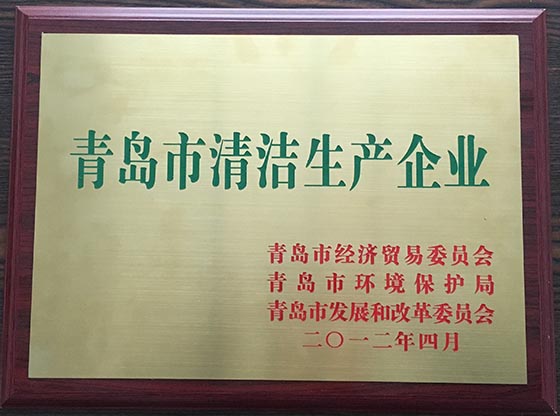 青岛市清洁生产企业
青岛市经济贸易委员会
青岛市环境保护局
青岛市发展和改革委员会
二〇一二年四月